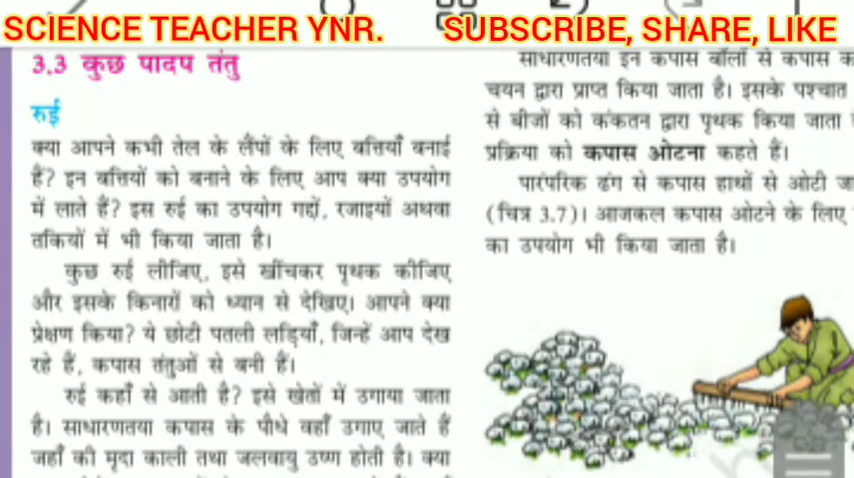 SCIENCE TEACHER YNR. SUBSCRIBE, SHARE, LIKE
3.3 कुछ पादप तंतु
रुई
क्या आपने कभी तेल के लैंपों के लिए बत्तियाँ बनाई
हैं? इन बत्तियों को बनाने के लिए आप क्या उपयोग
में लाते हैं? इस रुई का उपयोग गद्दों, रजाइयों अथवा
तकियों में भी किया जाता है।
कुछ रुई लीजिए, इसे खींचकर पृथक कीजिए
और इसके किनारों को ध्यान से देखिए। आपने क्या
प्रेक्षण किया? ये छोटी पतली लड़ियाँ, जिन्हें आप देख
रहे हैं, कपास तंतुओं से बनी हैं।
रुई कहाँ से आती है? इसे खेतों में उगाया जाता
है। साधारणतया कपास के पौधे वहाँ उगाए जाते हैं
जहाँ की मृदा काली तथा जलवायु उष्ण होती है। क्या
साधारणतया इन कपास बॉलों से कपास
चयन द्वारा प्राप्त किया जाता है। इसके पश्चात
से बीजों को कंकतन द्वारा पृथक किया जाता
प्रक्रिया को कपास ओटना कहते हैं।
पारंपरिक ढंग से कपास हाथों से ओटी
(चित्र 3.7)। आजकल कपास ओटने के लिए
का उपयोग भी किया जाता है।